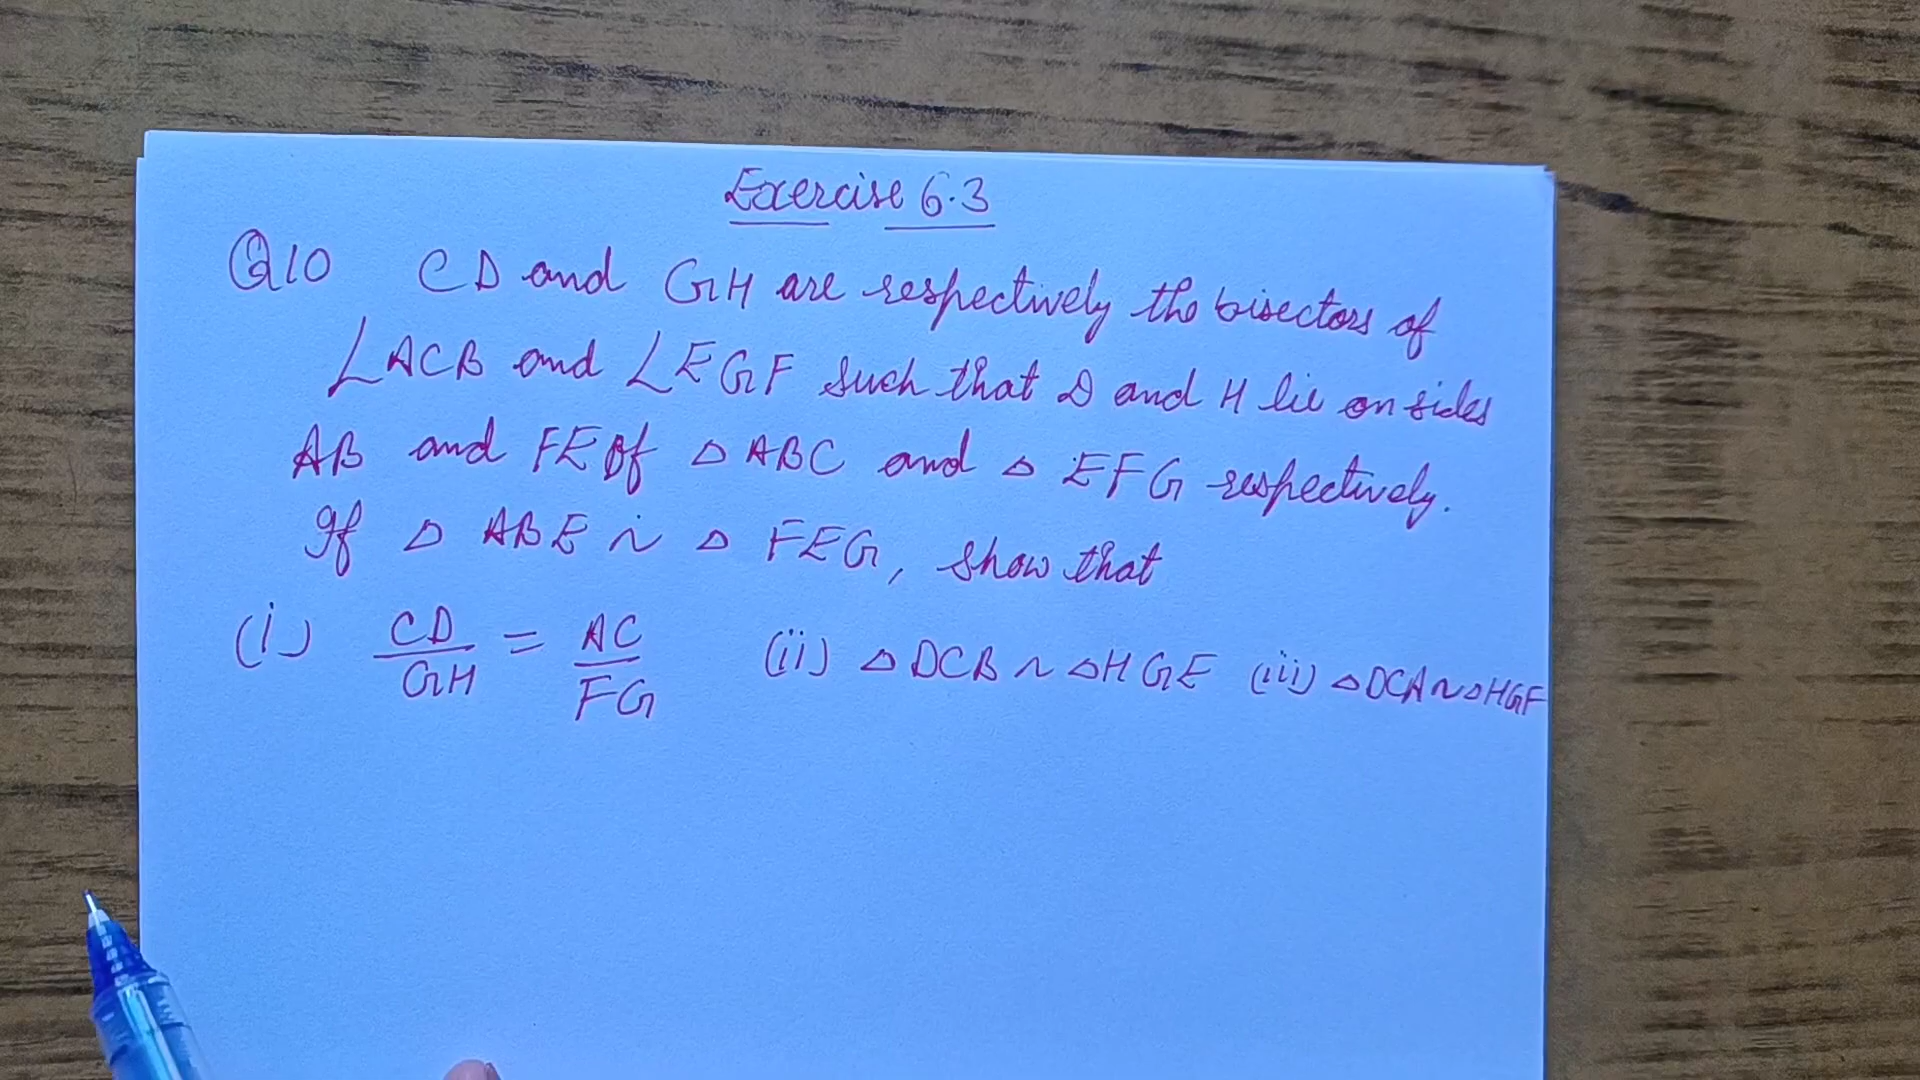 Exercise 6.3
Q10 CD and GH are respectively the bisectors of
∠ACB and ∠EGF such that D and H lie on sides
AB and FE of △ ABC and △ EFG respectively.
If △ ABE ~ △ FEG, show that
(i) CD/GH = AC/FG (ii) △DCB ~ △HGE (iii) △DCA ~ △HGF